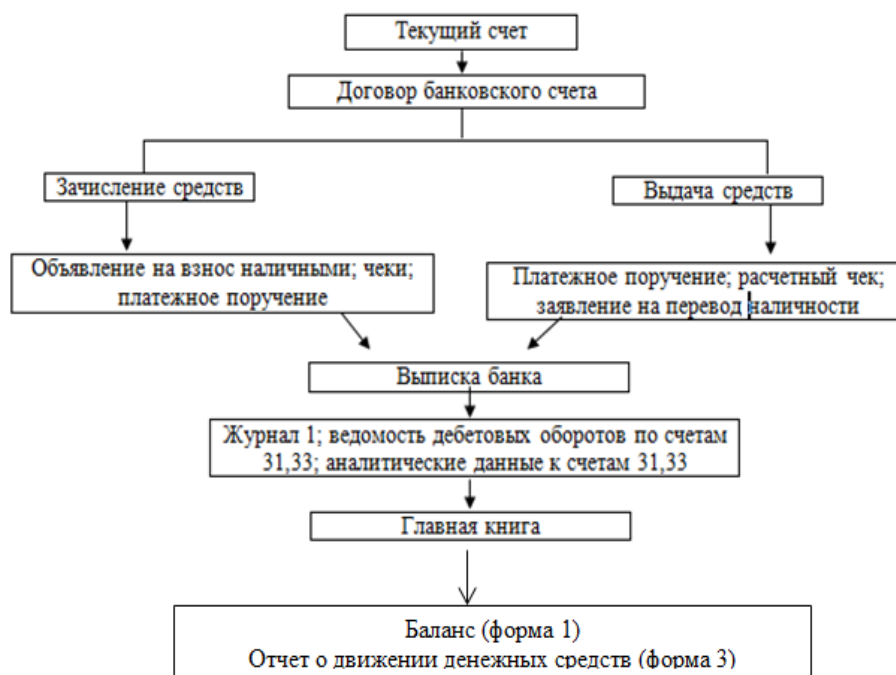 Текущий счет
Договор банковского счета
Зачисление средств
Выдача средств
Объявление на взнос наличными; чеки;
платежное поручение
Платежное поручение; расчетный чек;
заявление на перевод наличности
Выписка банка
Журнал 1; ведомость дебетовых оборотов по счетам
31,33; аналитические данные к счетам 31,33
Главная книга
Баланс (форма 1)
Отчет о движении денежных средств (форма 3)